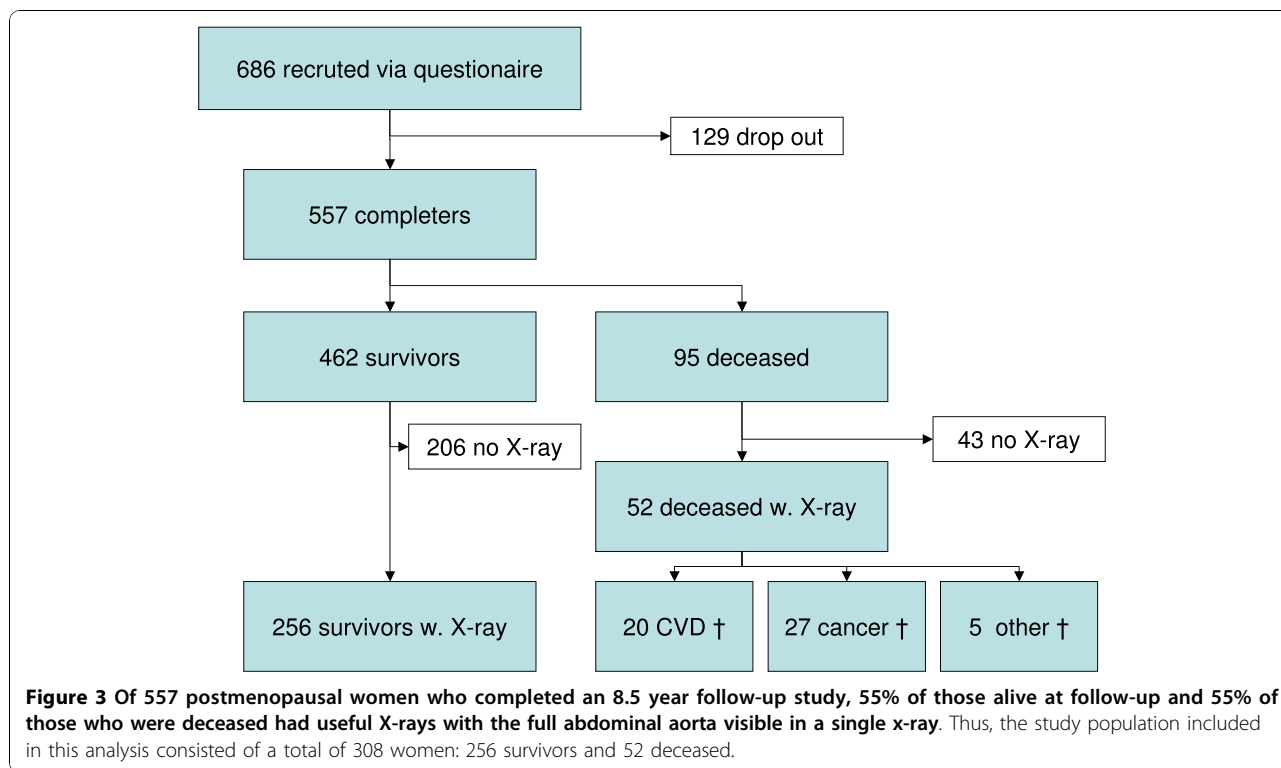 686 recruted via questionaire
129 drop out
557 completers
462 survivors
95 deceased
206 no X-ray
43 no X-ray
52 deceased w. X-ray
256 survivors w. X-ray
20 CVD †
27 cancer †
5 other †
Figure 3 Of 557 postmenopausal women who completed an 8.5 year follow-up study, 55% of those alive at follow-up and 55% of
those who were deceased had useful X-rays with the full abdominal aorta visible in a single x-ray. Thus, the study population included
in this analysis consisted of a total of 308 women: 256 survivors and 52 deceased.